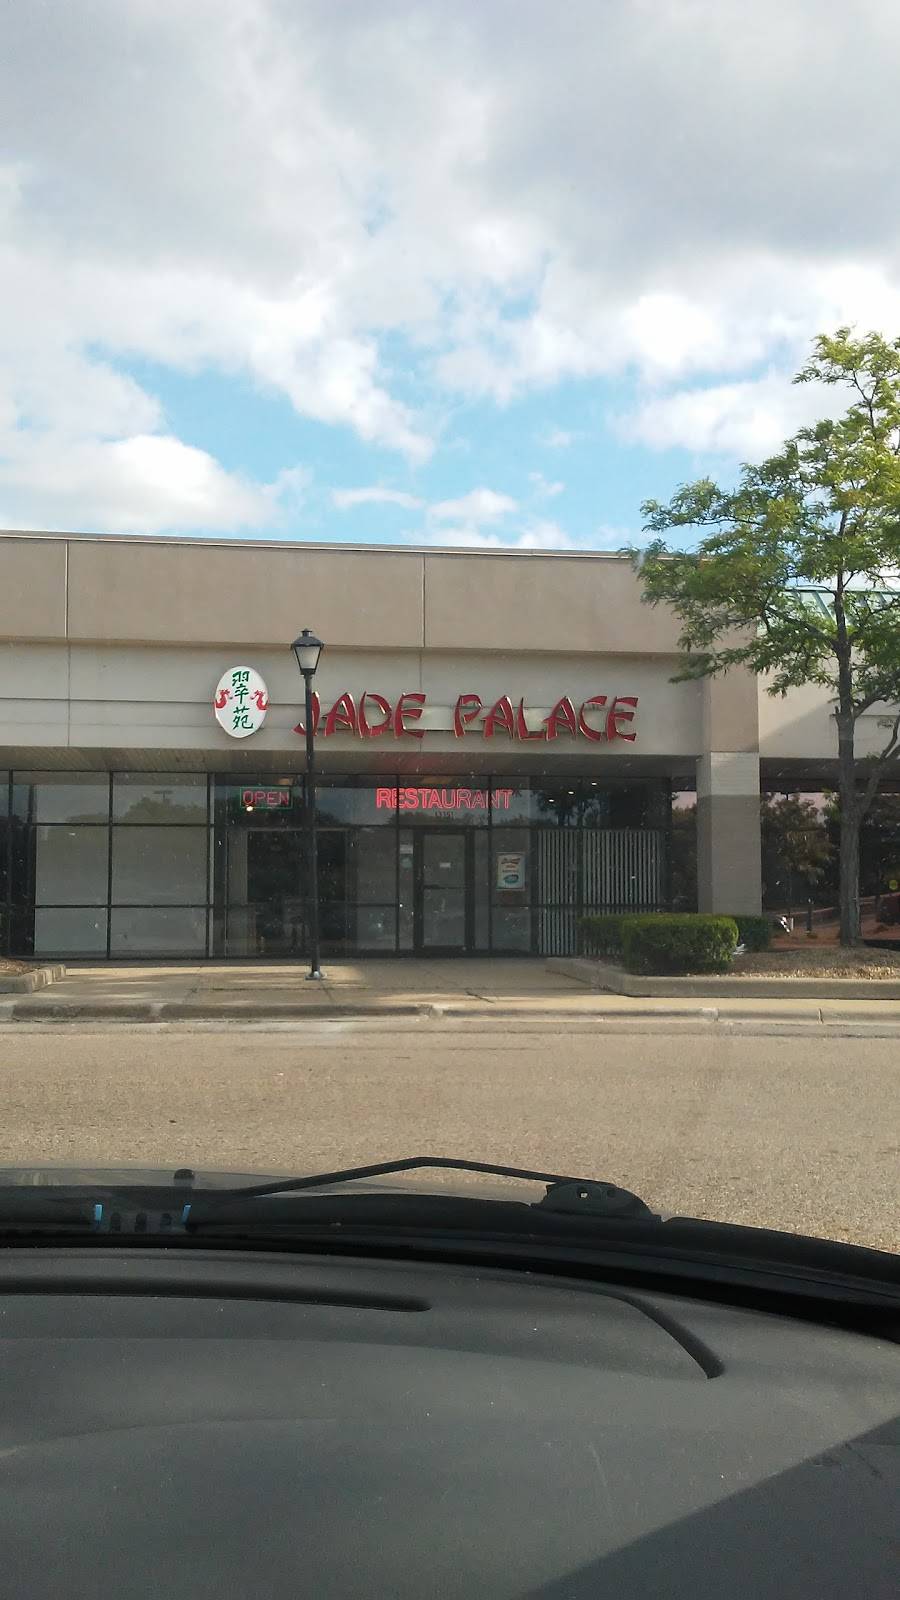 翠苑
JADE PALACE
OPEN
RESTAURANT